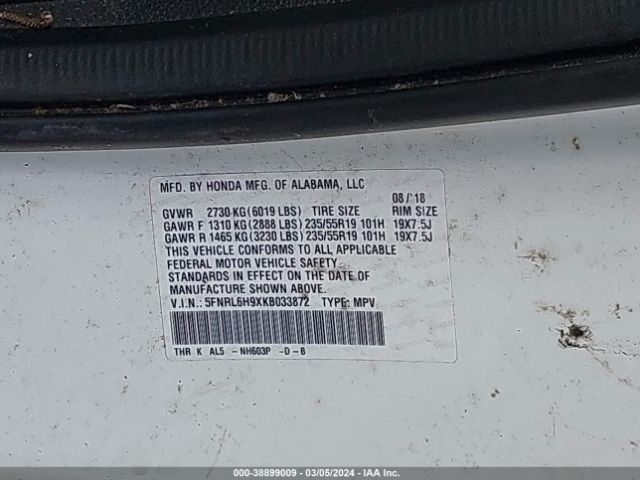 MFD. BY HONDA MFG. OF ALABAMA, LLC 08/'18
GVWR 2730 KG(6019 LBS) TIRE SIZE RIM SIZE
GAWR F 1310 KG(2888 LBS) 235/55R19 101H 19X7.5J
GAWR R 1465 KG(3230 LBS) 235/55R19 101H 19X7.5J
THIS VEHICLE CONFORMS TO ALL APPLICABLE
FEDERAL MOTOR VEHICLE SAFETY
STANDARDS IN EFFECT ON THE DATE OF
MANUFACTURE SHOWN ABOVE.
V.I.N.: 5FNRL6H9XKB033872 TYPE: MPV
THR K AL5 -NH603P -D-B
000-38899009 - 03/05/2024 - IAA Inc.